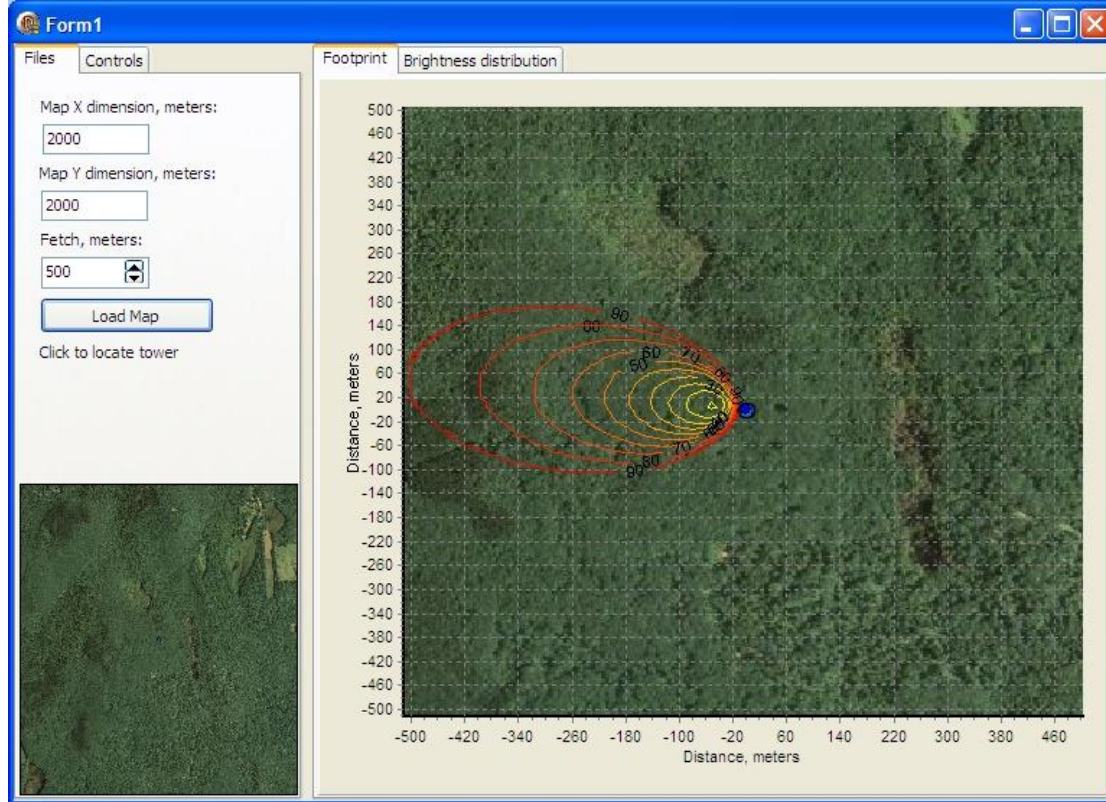 Form1
Files
Controls
Map X dimension, meters:
2000
Map Y dimension, meters:
2000
Fetch, meters:
500
Load Map
Click to locate tower
Footprint
Brightness distribution
500
460
420
380
340
300
260
220
180
140
100
60
20
-20
-60
-100
-140
-180
-220
-260
-300
-340
-380
-420
-460
-500
Distance, meters
90
80
70
60
50
90
80
70
-500 -420 -340 -260 -180 -100 -20 60 140 220 300 380 460
Distance, meters